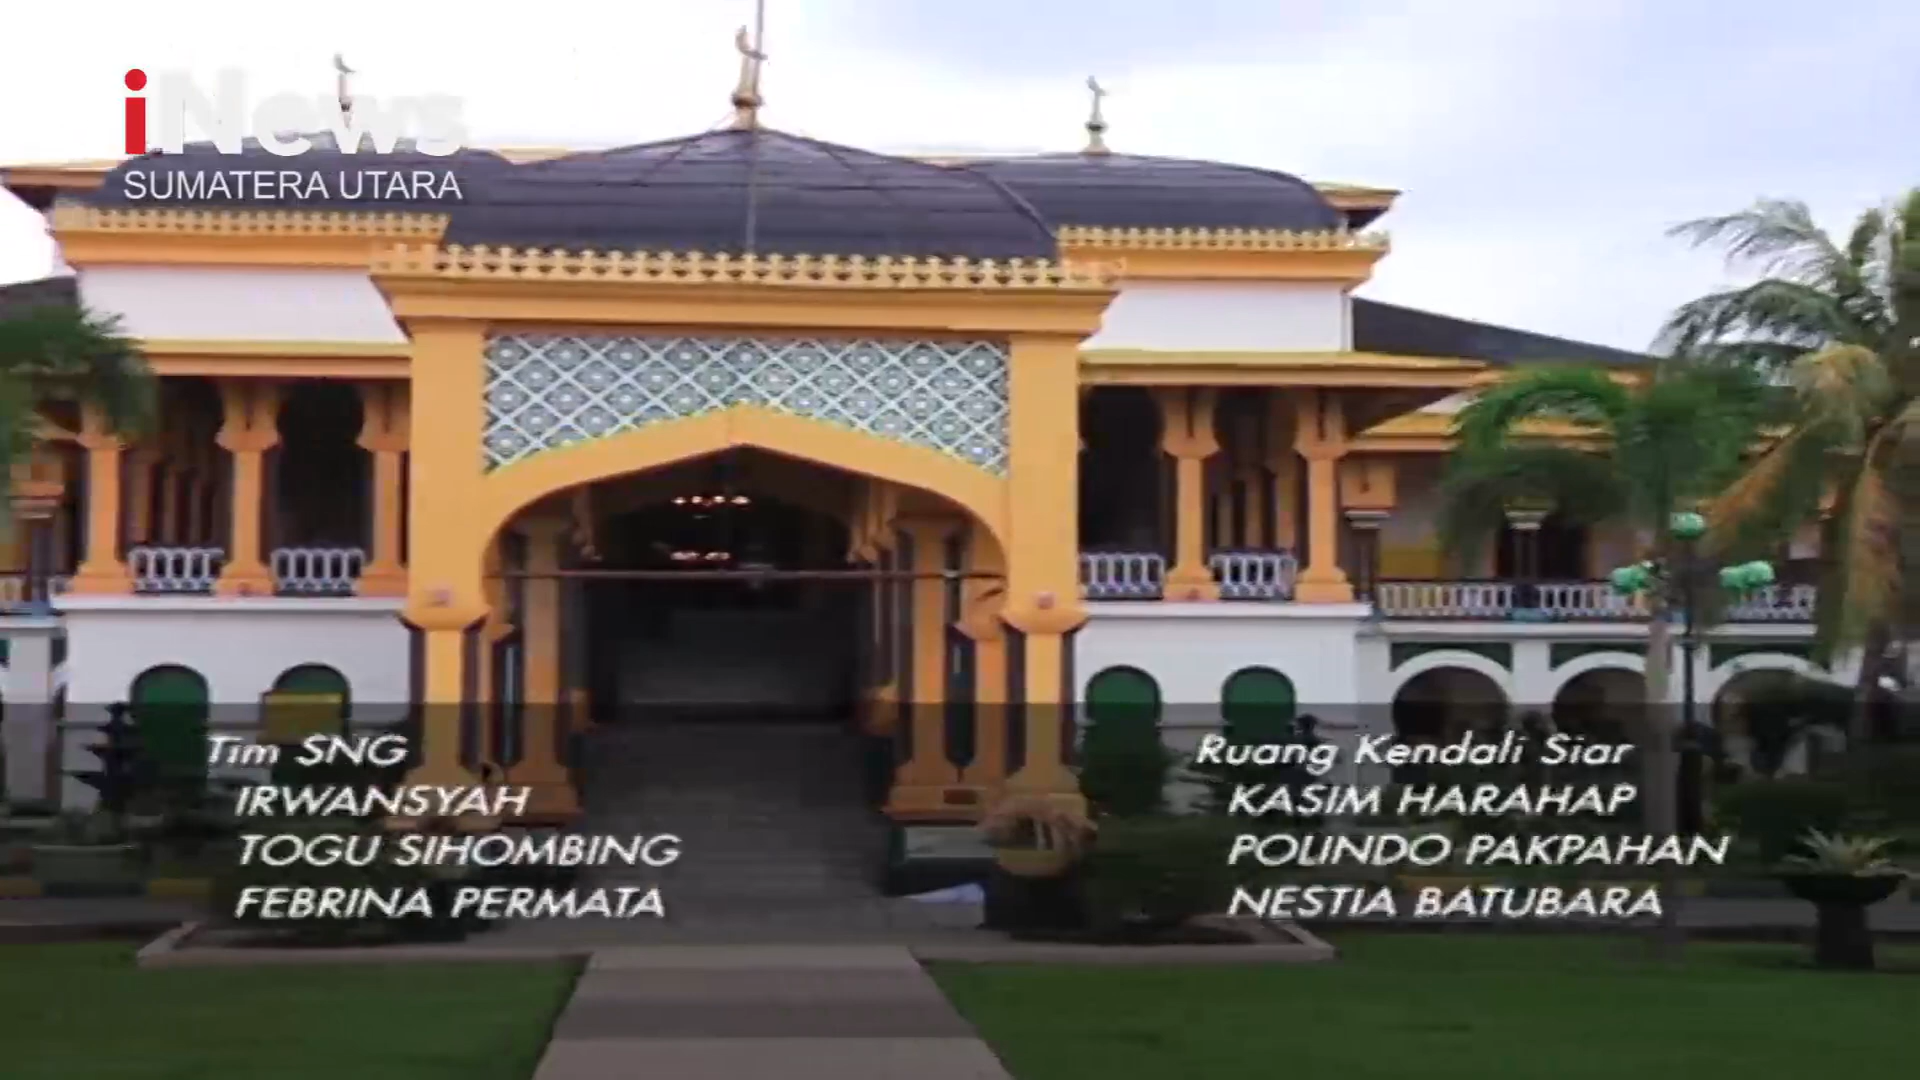 iNews
SUMATERA UTARA
Tim SNG
IRWANSYAH
TOGU SIHOMBING
FEBRINA PERMATA
Ruang Kendali Siar
KASIM HARAHAP
POLINDO PAKPAHAN
NESTIA BATUBARA